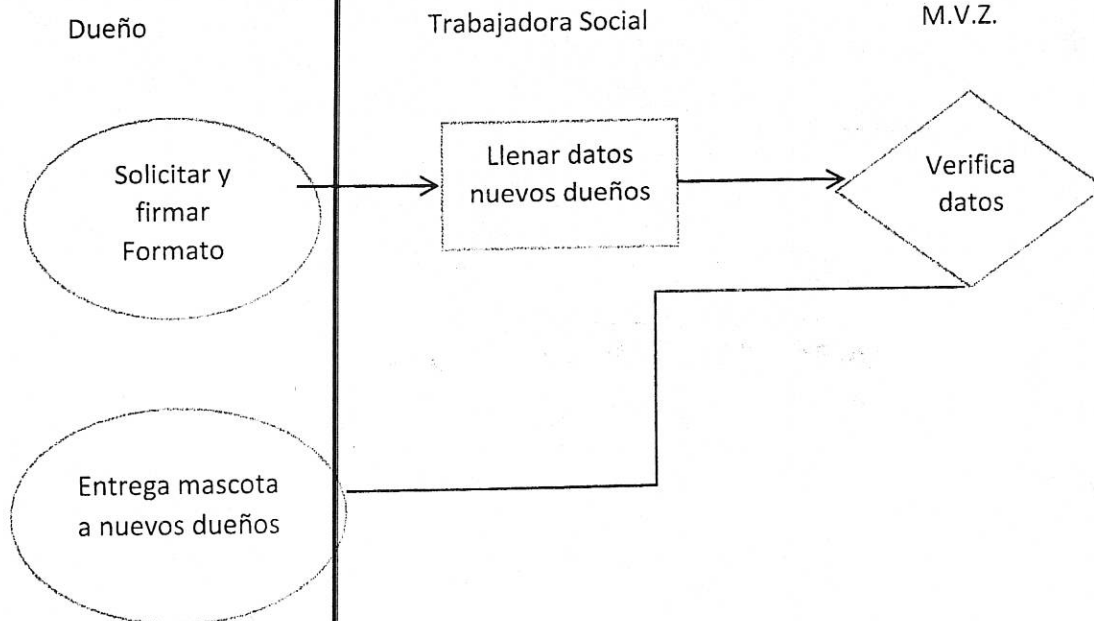 Dueño
Trabajadora Social
M.V.Z.
Solicitar y
firmar
Formato
Llenar datos
nuevos dueños
Verifica
datos
Entrega mascota
a nuevos dueños